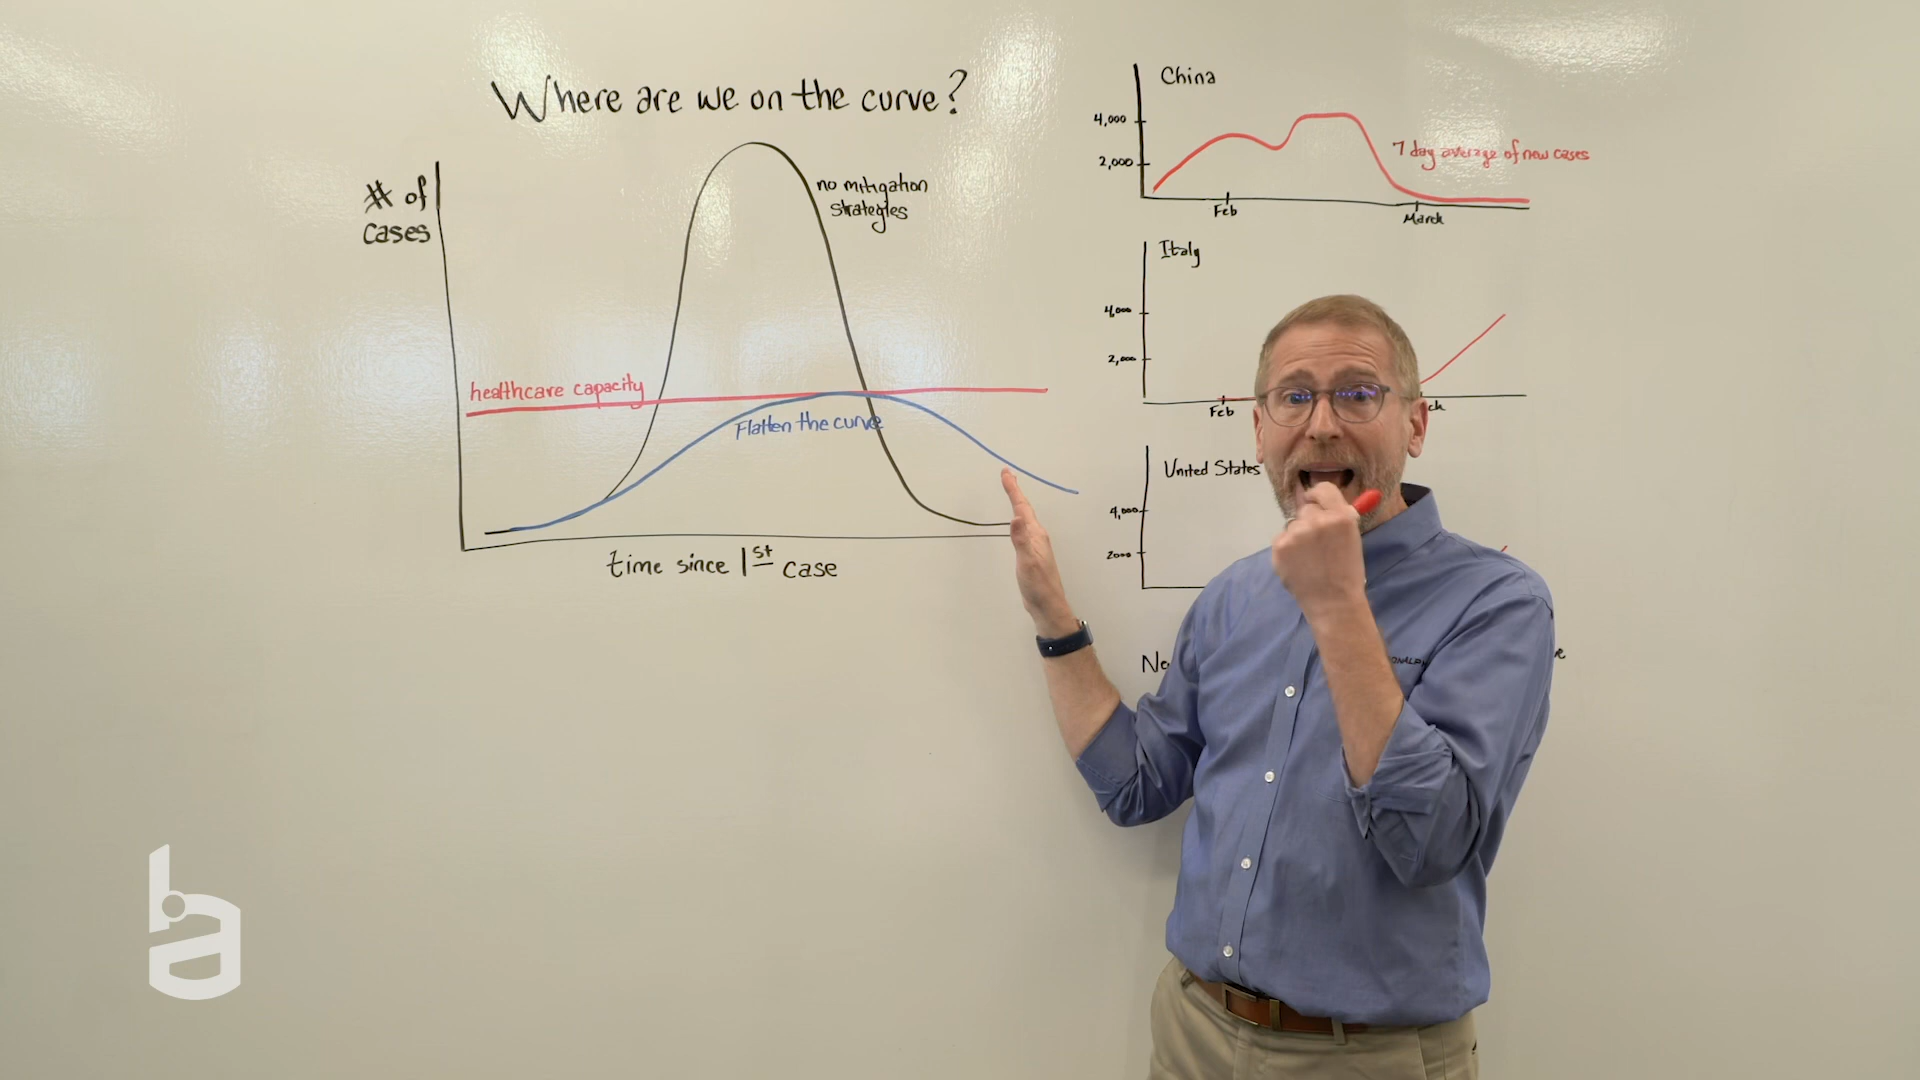 Where are we on the curve?
# of
cases
no mitigation
strategies
healthcare capacity
Flatten the curve
time since 1st case
China
4,000
2,000
7 day average of new cases
Feb
March
Italy
4,000
2,000
Feb
United States
4,000
2000
ba